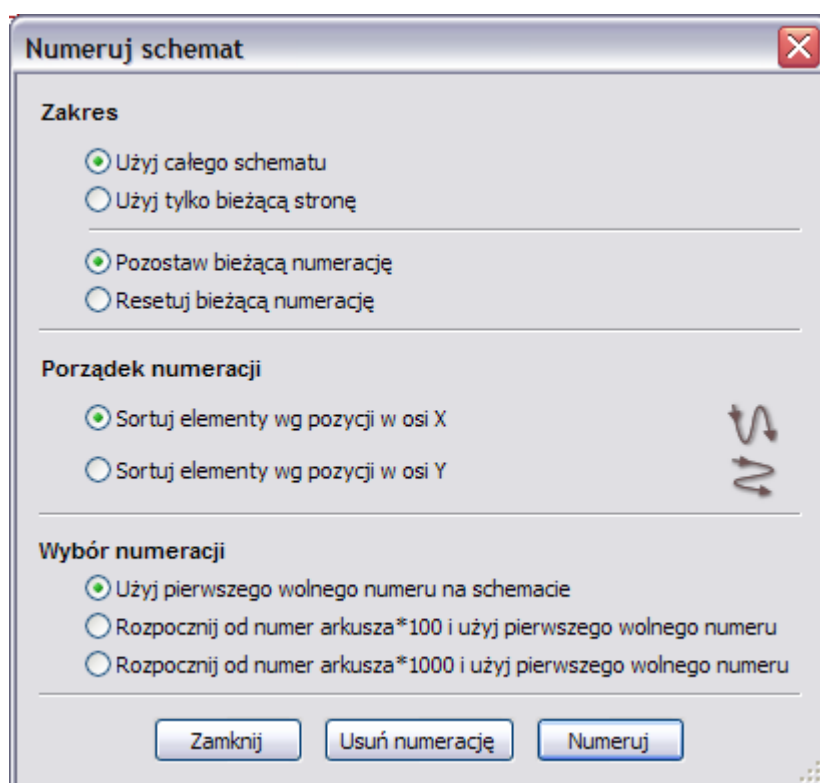 Numeruj schemat
Zakres
Użyj całego schematu
Użyj tylko bieżącą stronę
Pozostaw bieżącą numerację
Resetuj bieżącą numerację
Porządek numeracji
Sortuj elementy wg pozycji w osi X
Sortuj elementy wg pozycji w osi Y
Wybór numeracji
Użyj pierwszego wolnego numeru na schemacie
Rozpocznij od numer arkusza*100 i użyj pierwszego wolnego numeru
Rozpocznij od numer arkusza*1000 i użyj pierwszego wolnego numeru
Zamknij Usuń numerację Numeruj